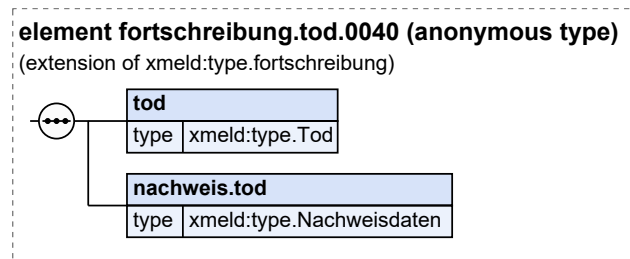 element fortschreibung.tod.0040 (anonymous type)
(extension of xmeld:type.fortschreibung)
tod
type xmeld:type.Tod
nachweis.tod
type xmeld:type.Nachweisdaten